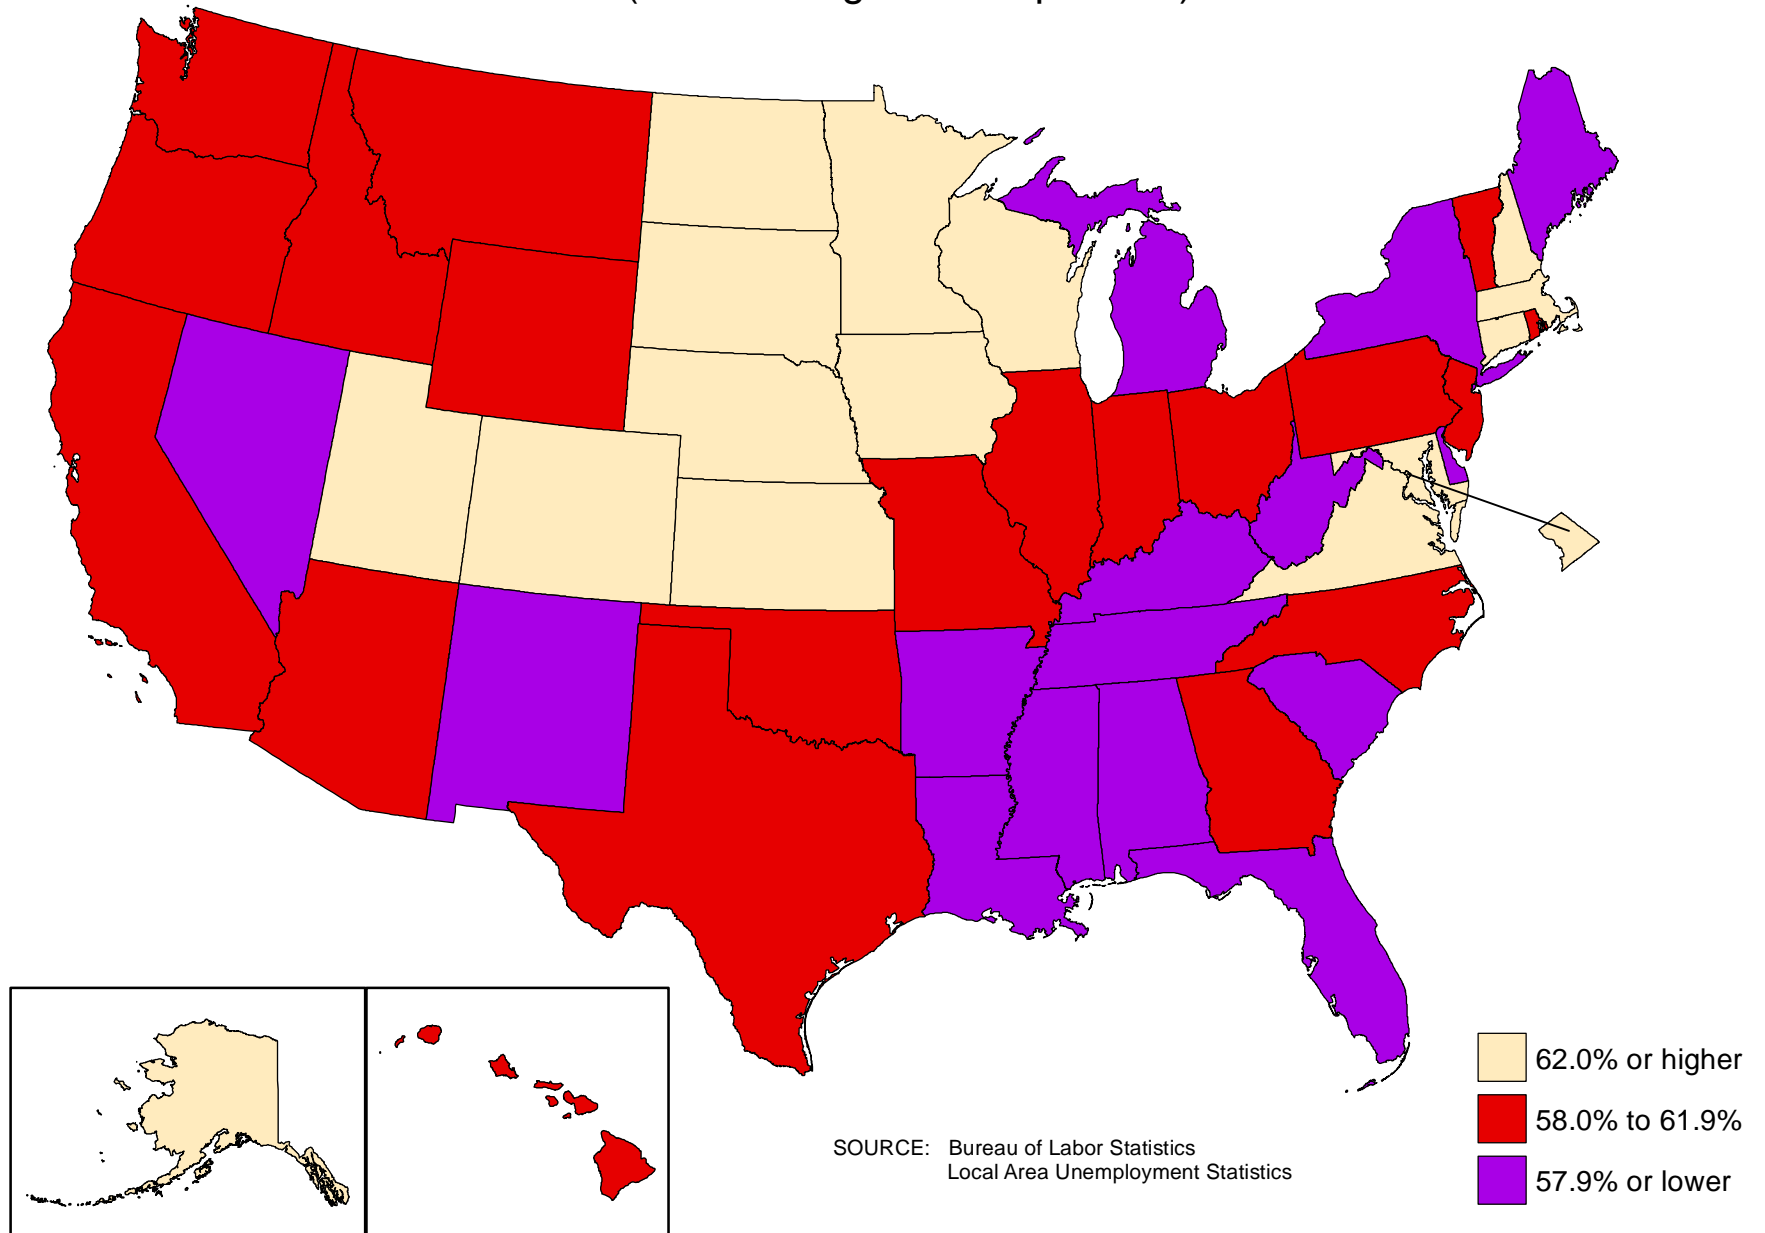 62.0% or higher
58.0% to 61.9%
57.9% or lower
SOURCE: Bureau of Labor Statistics
Local Area Unemployment Statistics